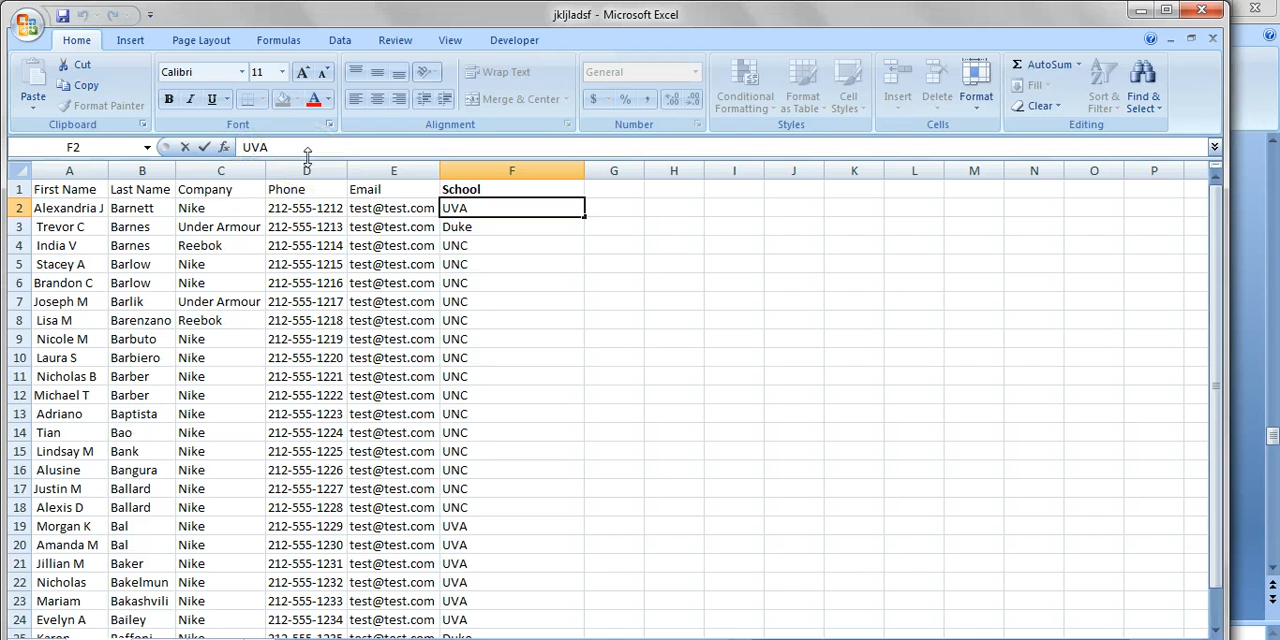 jkljladsf - Microsoft Excel
Home Insert Page Layout Formulas Data Review View Developer
Cut
Copy
Format Painter
Paste
Clipboard
Calibri 11
B I U
Font
Wrap Text
Merge & Center
Alignment
General
$ % ,
Number
Conditional Formatting
Format as Table
Cell Styles
Styles
Insert Delete Format
Cells
Σ AutoSum
Fill
Clear
Sort & Filter
Find & Select
Editing
F2 fx UVA
A B C D E F G H I J K L M N O P
1 First Name Last Name Company Phone Email School
2 Alexandria J Barnett Nike 212-555-1212 test@test.com UVA
3 Trevor C Barnes Under Armour 212-555-1213 test@test.com Duke
4 India V Barnes Reebok 212-555-1214 test@test.com UNC
5 Stacey A Barlow Nike 212-555-1215 test@test.com UNC
6 Brandon C Barlow Nike 212-555-1216 test@test.com UNC
7 Joseph M Barlik Under Armour 212-555-1217 test@test.com UNC
8 Lisa M Barenzano Reebok 212-555-1218 test@test.com UNC
9 Nicole M Barbuto Nike 212-555-1219 test@test.com UNC
10 Laura S Barbiero Nike 212-555-1220 test@test.com UNC
11 Nicholas B Barber Nike 212-555-1221 test@test.com UNC
12 Michael T Barber Nike 212-555-1222 test@test.com UNC
13 Adriano Baptista Nike 212-555-1223 test@test.com UNC
14 Tian Bao Nike 212-555-1224 test@test.com UNC
15 Lindsay M Bank Nike 212-555-1225 test@test.com UNC
16 Alusine Bangura Nike 212-555-1226 test@test.com UNC
17 Justin M Ballard Nike 212-555-1227 test@test.com UNC
18 Alexis D Ballard Nike 212-555-1228 test@test.com UNC
19 Morgan K Bal Nike 212-555-1229 test@test.com UVA
20 Amanda M Bal Nike 212-555-1230 test@test.com UVA
21 Jillian M Baker Nike 212-555-1231 test@test.com UVA
22 Nicholas Bakelmun Nike 212-555-1232 test@test.com UVA
23 Mariam Bakashvili Nike 212-555-1233 test@test.com UVA
24 Evelyn A Bailey Nike 212-555-1234 test@test.com UVA
25 Karen Baffoni Nike 212-555-1235 test@test.com Duke